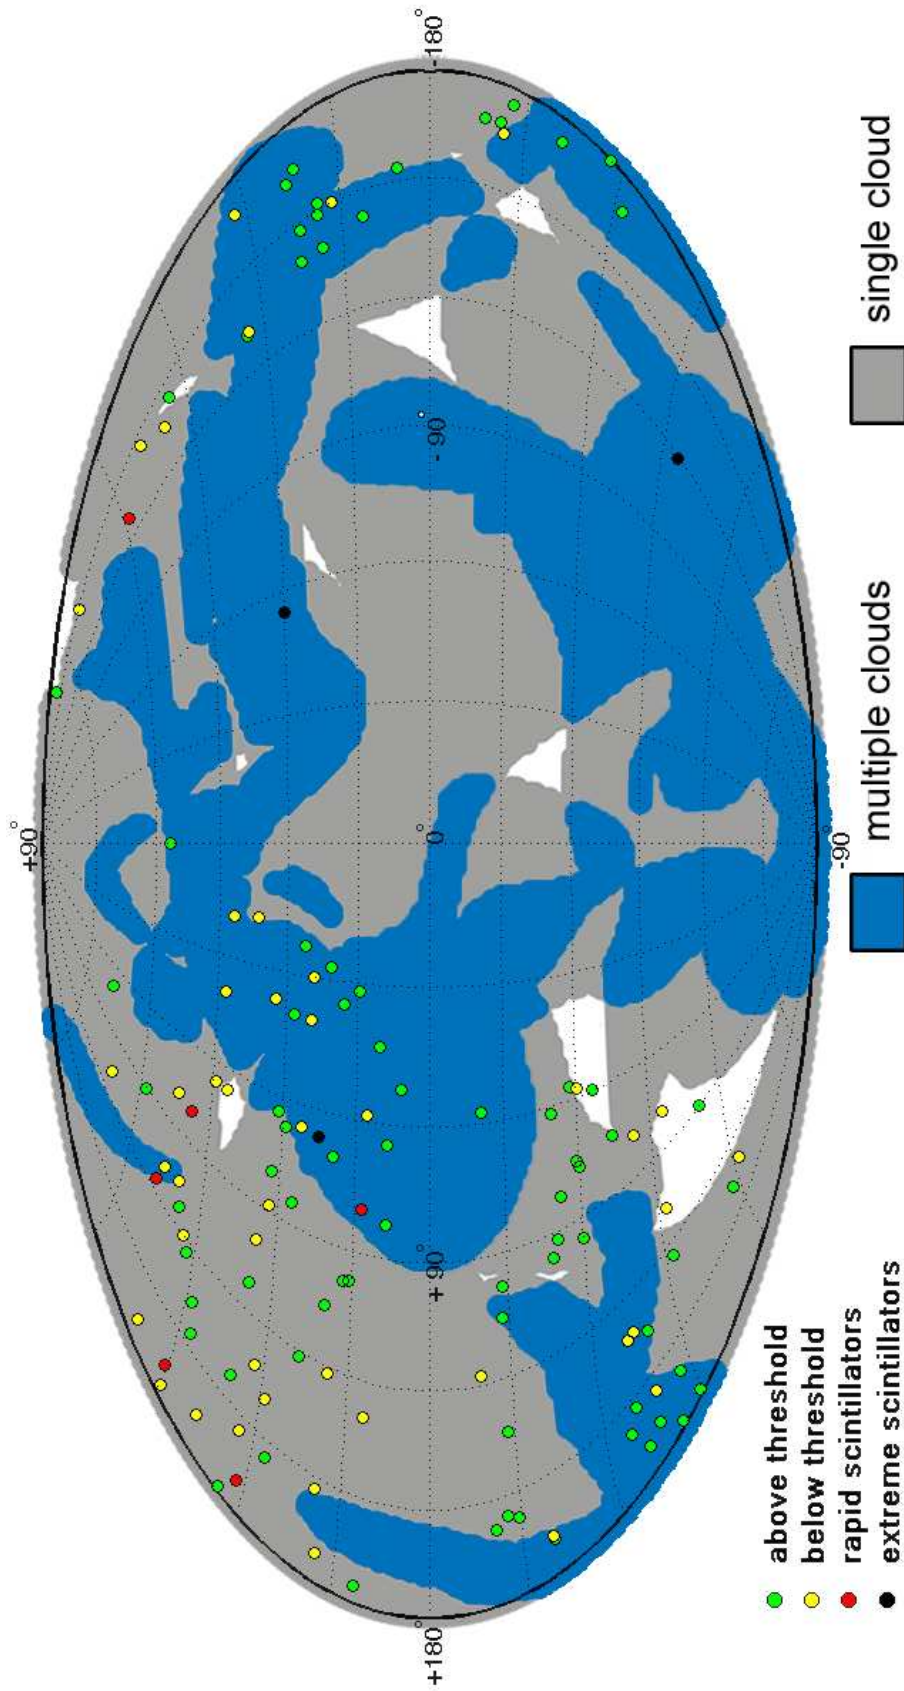 +90°
+180° +90° 0° -90° -180°
-90°
above threshold
below threshold
rapid scintillators
extreme scintillators
multiple clouds
single cloud